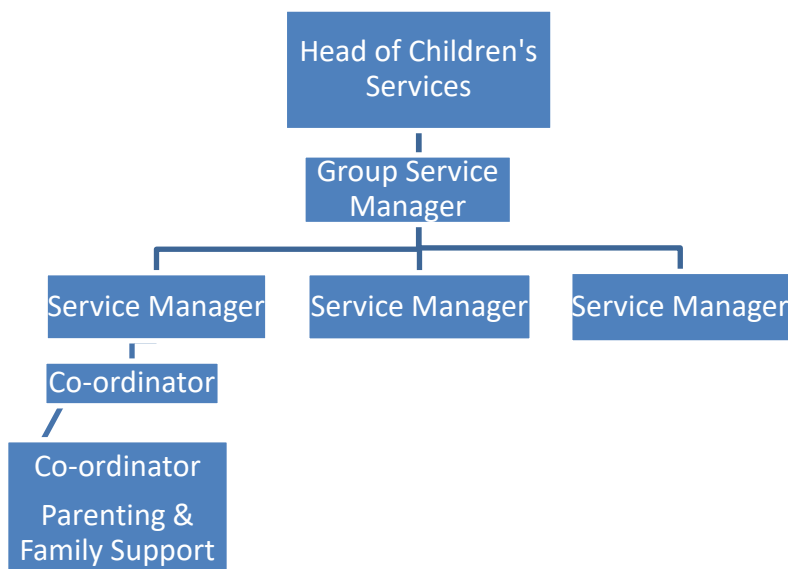 Head of Children's
Services
Group Service
Manager
Service Manager
Service Manager
Service Manager
Co-ordinator
Co-ordinator
Parenting &
Family Support